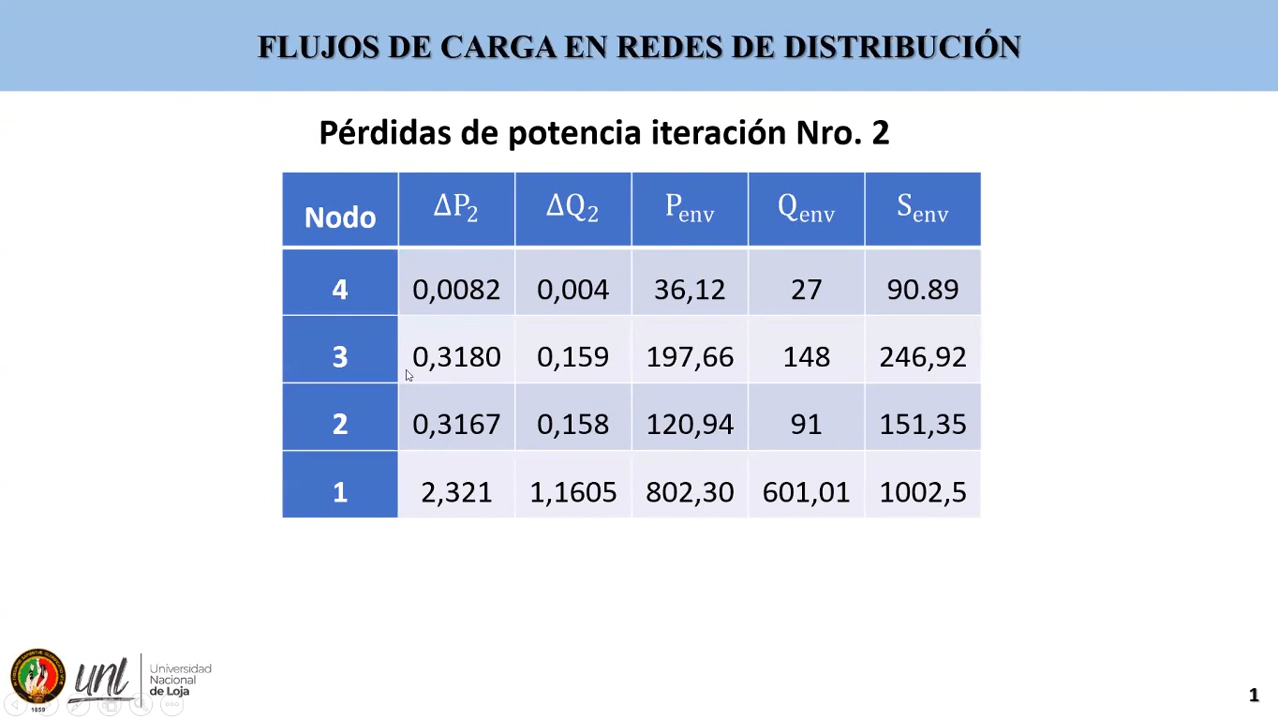 FLUJOS DE CARGA EN REDES DE DISTRIBUCIÓN
Pérdidas de potencia iteración Nro. 2
Nodo ΔP₂ ΔQ₂ Penv Qenv Senv
4 0,0082 0,004 36,12 27 90.89
3 0,3180 0,159 197,66 148 246,92
2 0,3167 0,158 120,94 91 151,35
1 2,321 1,1605 802,30 601,01 1002,5
1859
unl
Universidad
Nacional
de Loja
1